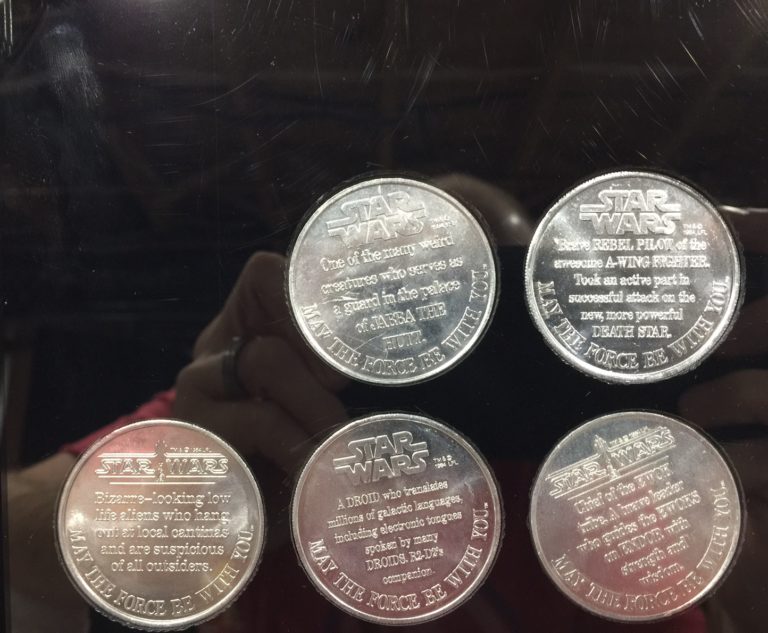 STAR
WARS
One of the many weird
creatures who serves as
a guard in the palace
of JABBA THE
HUTT
MAY THE FORCE BE WITH YOU.
STAR
WARS
Brave REBEL PILOT of the
awesome A-WING FIGHTER.
Took an active part in
successful attack on the
new, more powerful
DEATH STAR.
MAY THE FORCE BE WITH YOU.
STAR WARS
Bizarre-looking low
life aliens who hang
out at local cantinas
and are suspicious
of all outsiders.
MAY THE FORCE BE WITH YOU.
STAR
WARS
A DROID who translates
millions of galactic languages,
including electronic tongues
spoken by many
DROIDS. R2-D2's
companion.
MAY THE FORCE BE WITH YOU.
STAR WARS
Chief of the EWOK
tribe. A brave leader
who guides the EWOKS
on ENDOR with
strength and
wisdom.
MAY THE FORCE BE WITH YOU.